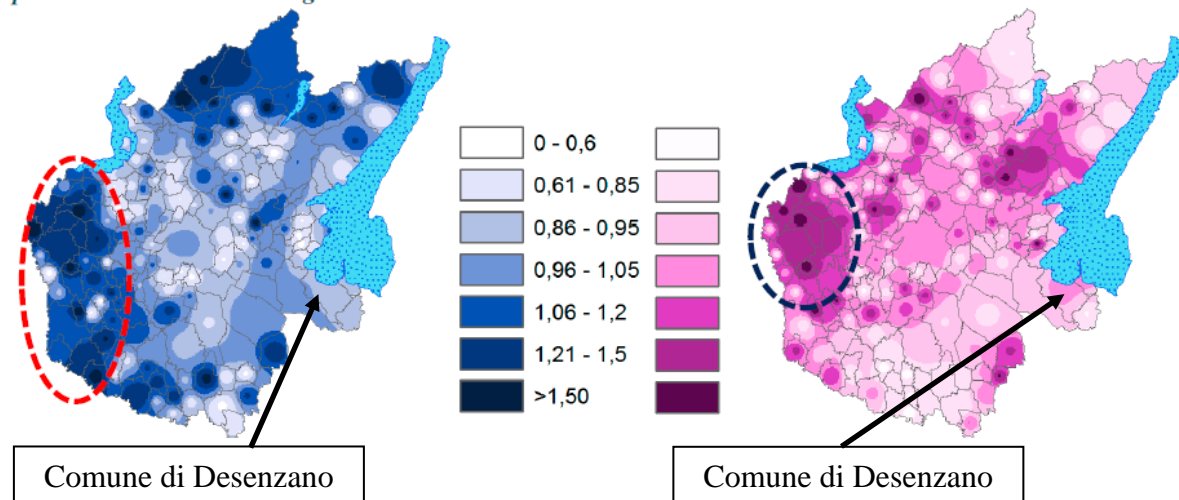 0 - 0,6
0,61 - 0,85
0,86 - 0,95
0,96 - 1,05
1,06 - 1,2
1,21 - 1,5
>1,50
Comune di Desenzano
Comune di Desenzano